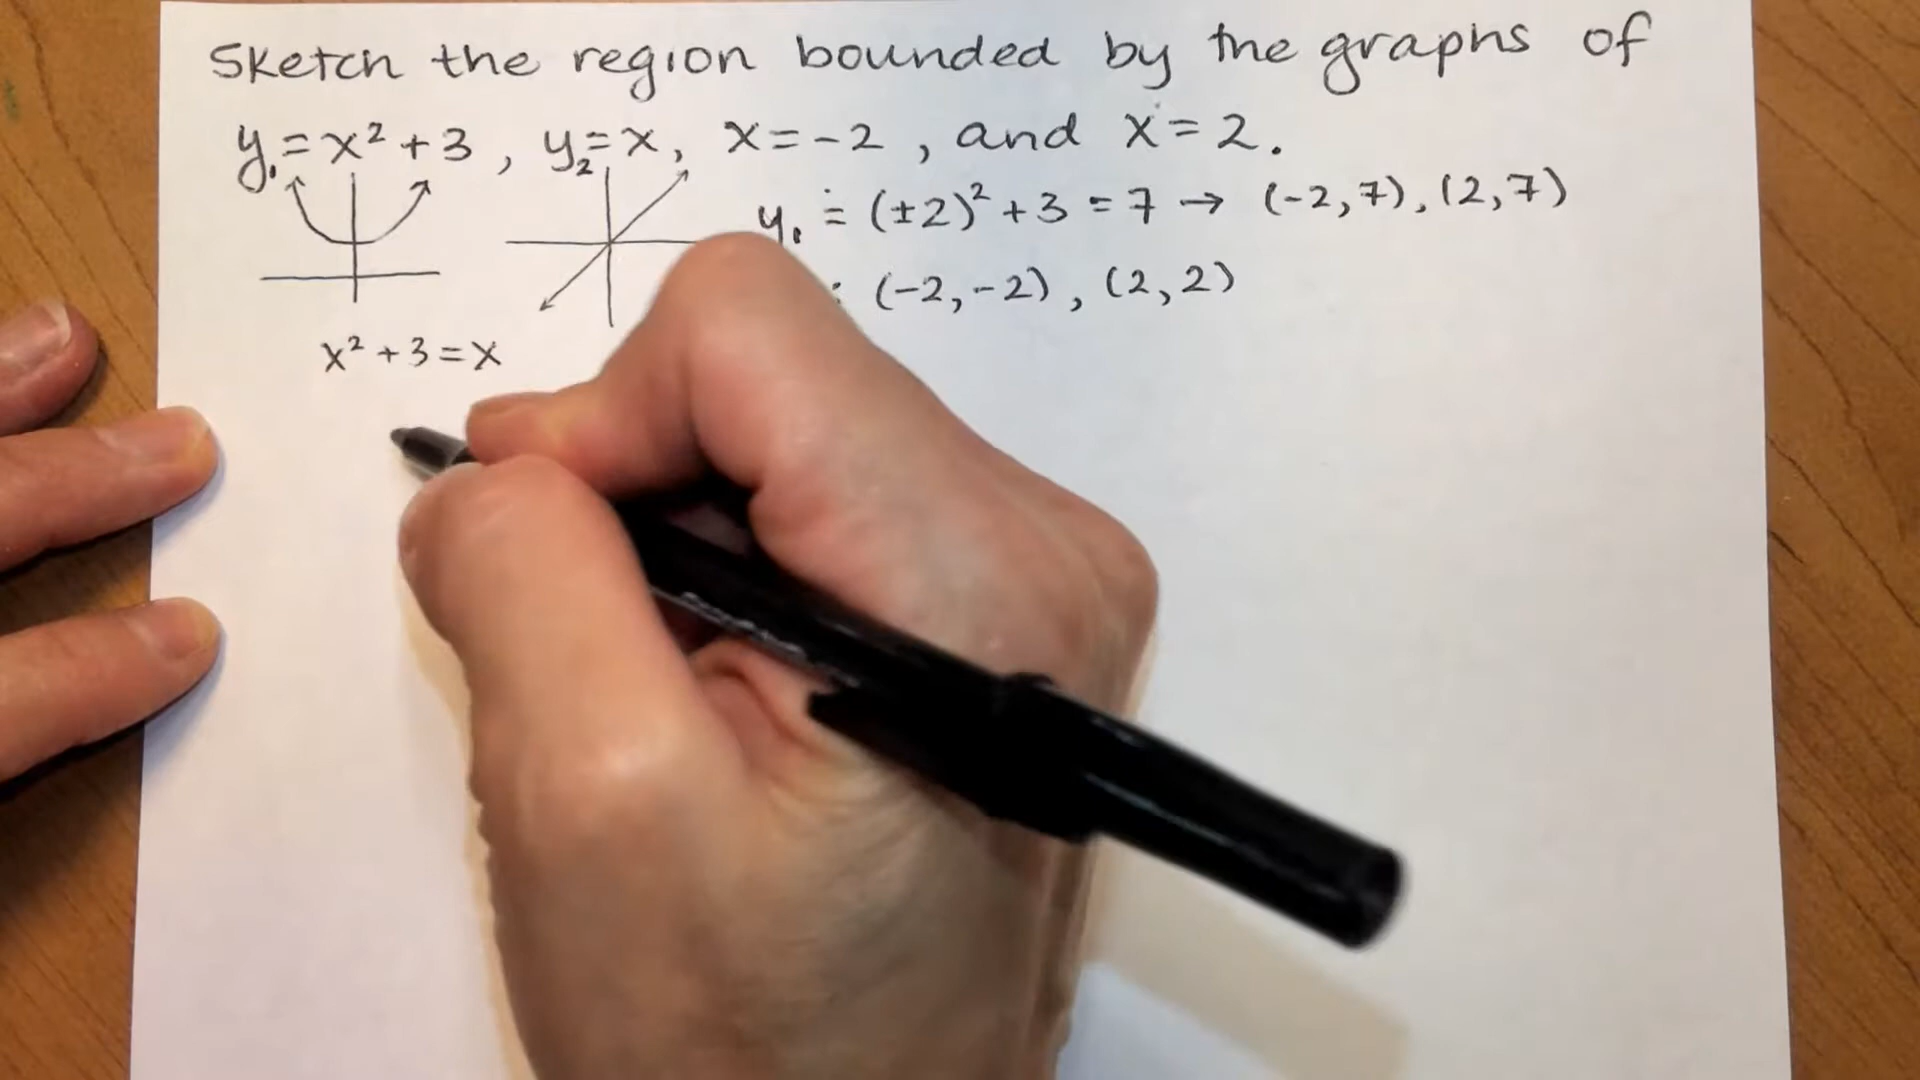 Sketch the region bounded by the graphs of
y₁ = x² + 3, y₂ = x, x = -2, and x = 2.
y₁ : = (±2)² + 3 = 7 → (-2,7), (2,7)
: (-2,-2), (2,2)
x² + 3 = x